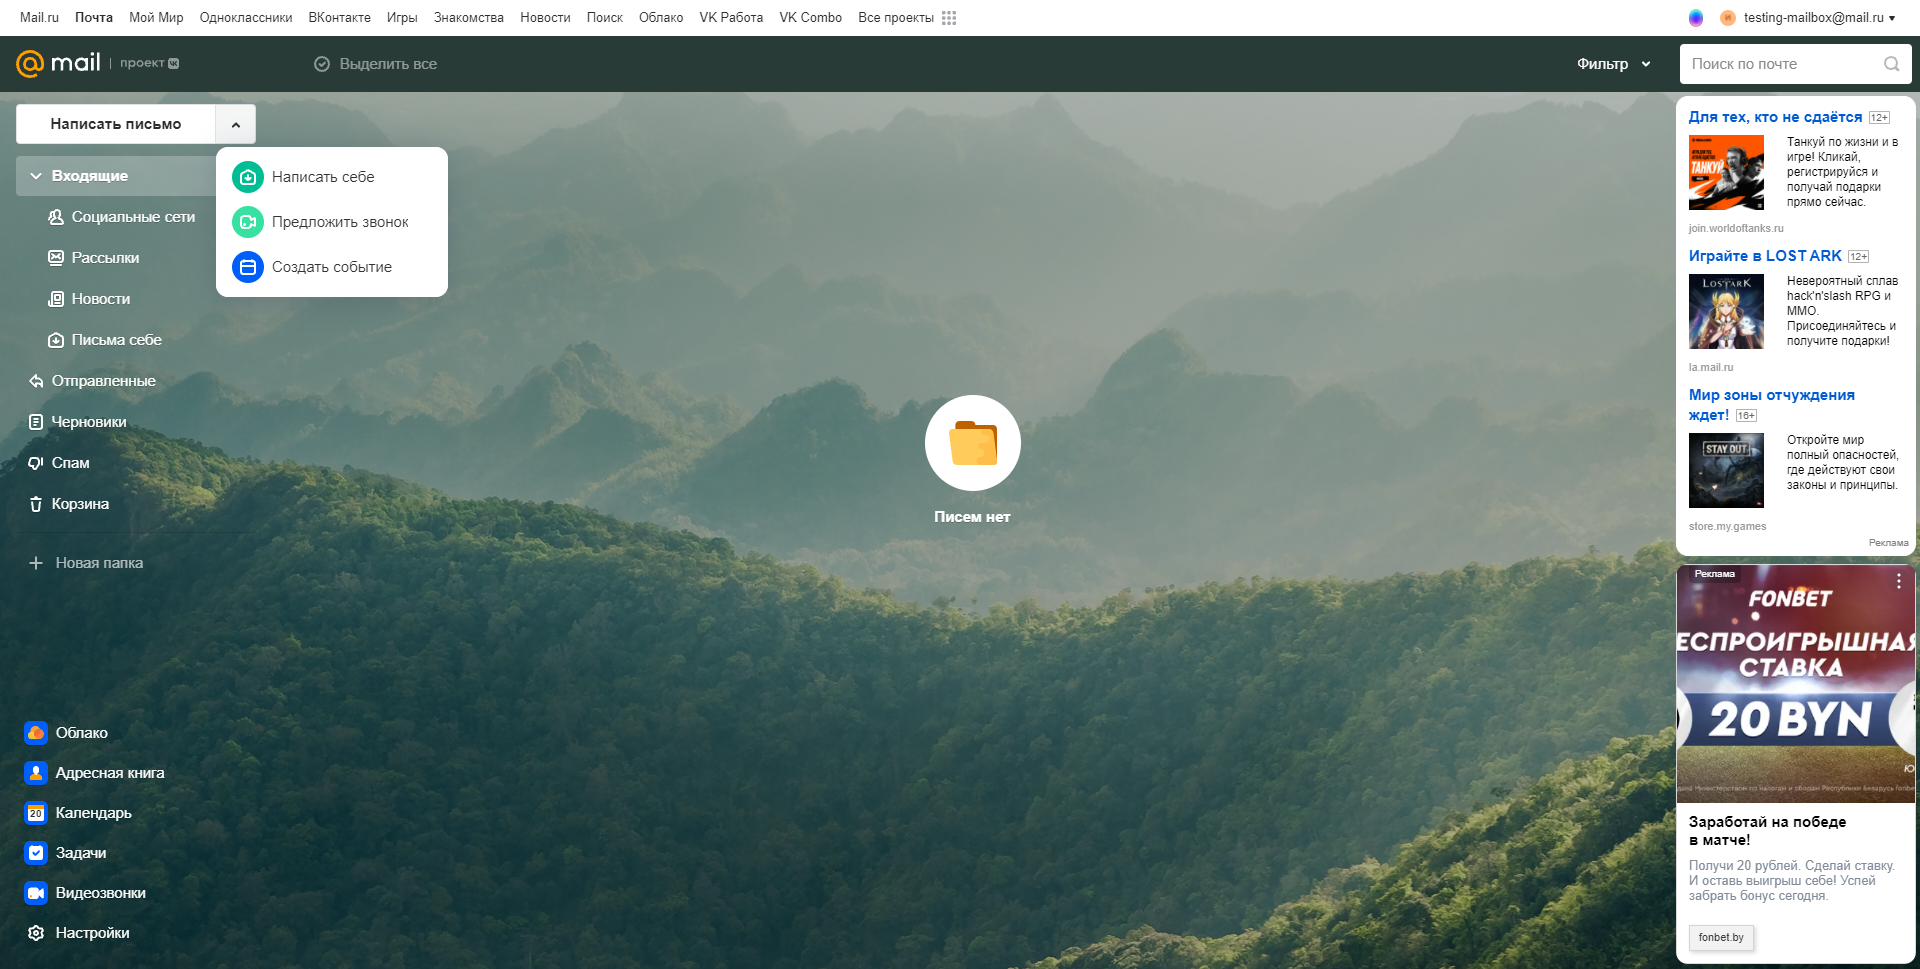 Mail.ru Почта Мой Мир Одноклассники ВКонтакте Игры Знакомства Новости Поиск Облако VK Работа VK Combo Все проекты
testing-mailbox@mail.ru
mail проект
Выделить все
Фильтр
Поиск по почте
Написать письмо
Написать себе
Предложить звонок
Создать событие
Входящие
Социальные сети
Рассылки
Новости
Письма себе
Отправленные
Черновики
Спам
Корзина
Новая папка
Облако
Адресная книга
20
Календарь
Задачи
Видеозвонки
Настройки
Писем нет
Для тех, кто не сдаётся 12+
ТАНКУЙ
Танкуй по жизни и в
игре! Кликай,
регистрируйся и
получай подарки
прямо сейчас.
join.worldoftanks.ru
Играйте в LOST ARK 12+
LOST ARK
Невероятный сплав
hack'n'slash RPG и
MMO.
Присоединяйтесь и
получите подарки!
la.mail.ru
Мир зоны отчуждения
ждет! 16+
STAY OUT
Откройте мир
полный опасностей,
где действуют свои
законы и принципы.
store.my.games
Реклама
Реклама
FONBET
ЕСПРОИГРЫШНАЯ
СТАВКА
20 BYN
Ю
Министерством по налогам и сборам Республики Беларусь
Заработай на победе
в матче!
Получи 20 рублей. Сделай ставку.
И оставь выигрыш себе! Успей
забрать бонус сегодня.
fonbet.by